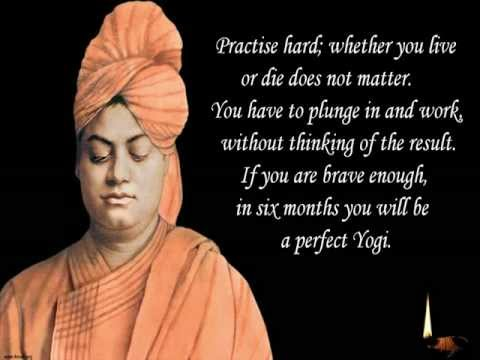 Practise hard; whether you live
or die does not matter.
You have to plunge in and work,
without thinking of the result.
If you are brave enough,
in six months you will be
a perfect Yogi.